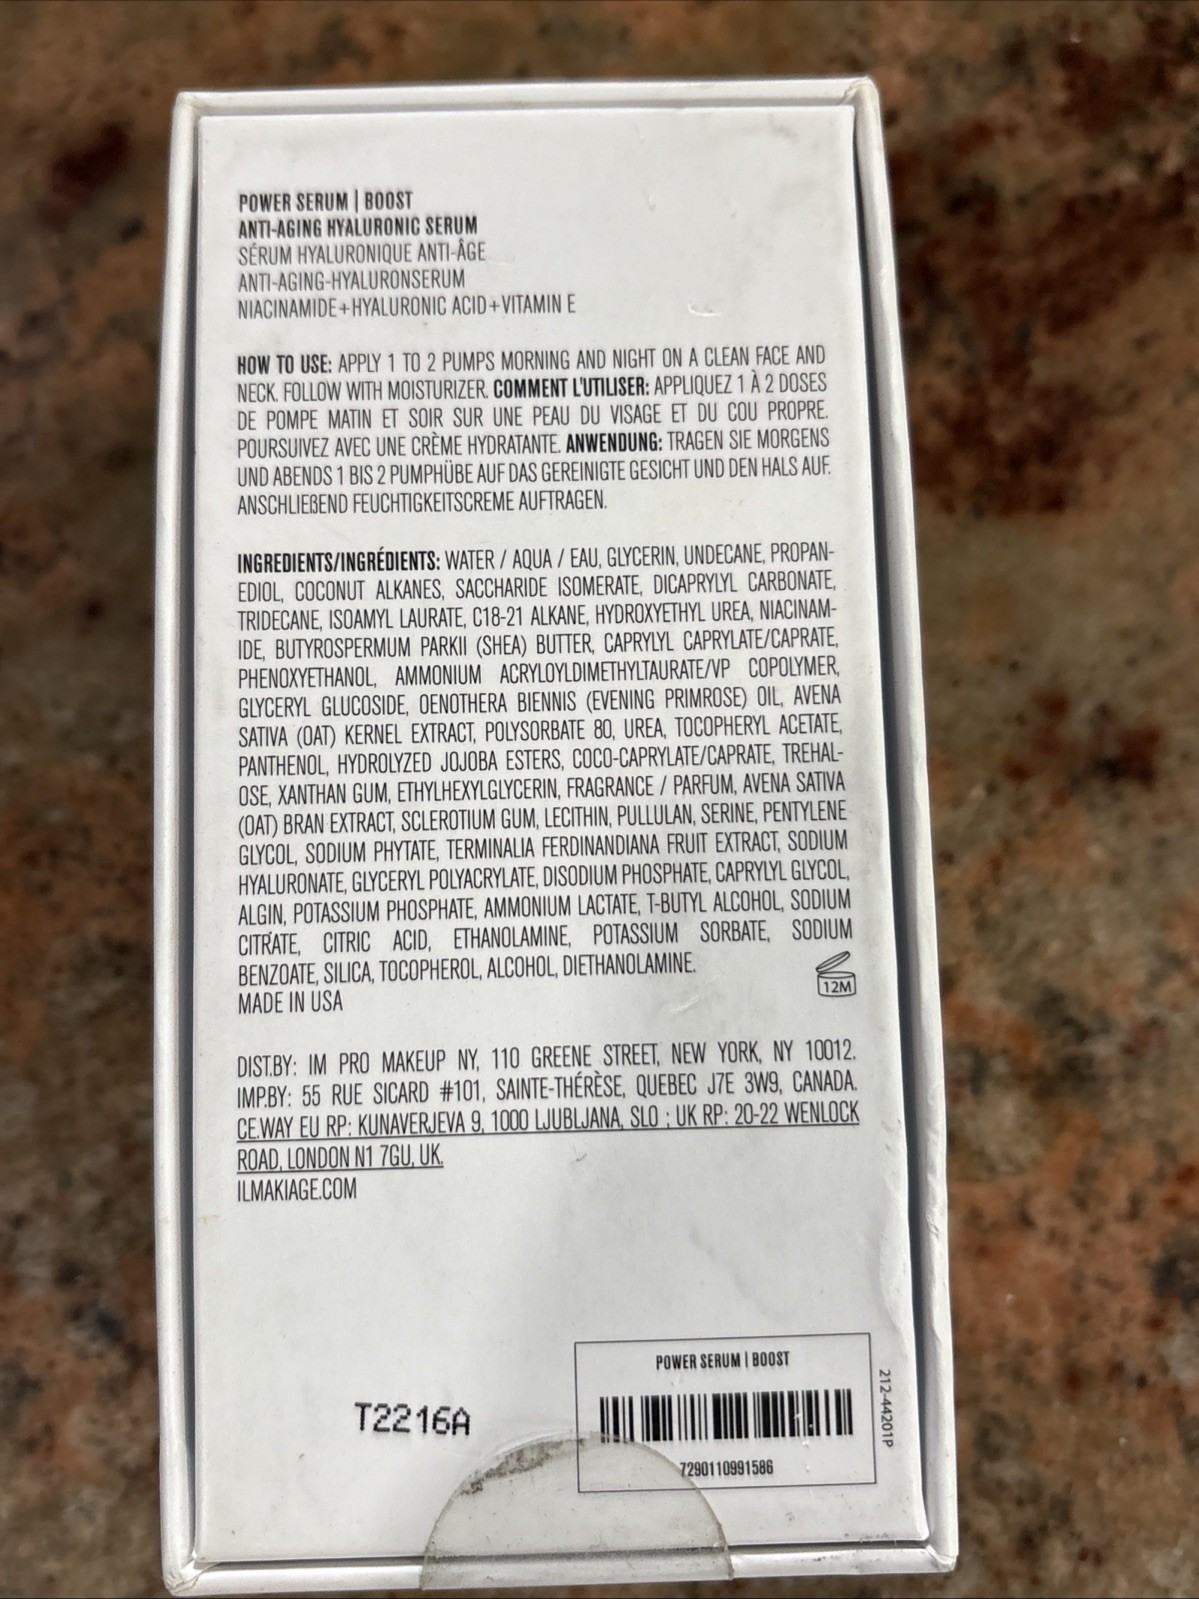 POWER SERUM | BOOST
ANTI-AGING HYALURONIC SERUM
SÉRUM HYALURONIQUE ANTI-ÂGE
ANTI-AGING-HYALURONSERUM
NIACINAMIDE+HYALURONIC ACID+VITAMIN E
HOW TO USE: APPLY 1 TO 2 PUMPS MORNING AND NIGHT ON A CLEAN FACE AND
NECK. FOLLOW WITH MOISTURIZER. COMMENT L'UTILISER: APPLIQUEZ 1 À 2 DOSES
DE POMPE MATIN ET SOIR SUR UNE PEAU DU VISAGE ET DU COU PROPRE.
POURSUIVEZ AVEC UNE CRÈME HYDRATANTE. ANWENDUNG: TRAGEN SIE MORGENS
UND ABENDS 1 BIS 2 PUMPHÜBE AUF DAS GEREINIGTE GESICHT UND DEN HALS AUF.
ANSCHLIEßEND FEUCHTIGKEITSCREME AUFTRAGEN.
INGREDIENTS/INGRÉDIENTS: WATER / AQUA / EAU, GLYCERIN, UNDECANE, PROPAN-
EDIOL, COCONUT ALKANES, SACCHARIDE ISOMERATE, DICAPRYLYL CARBONATE,
TRIDECANE, ISOAMYL LAURATE, C18-21 ALKANE, HYDROXYETHYL UREA, NIACINAM-
IDE, BUTYROSPERMUM PARKII (SHEA) BUTTER, CAPRYLYL CAPRYLATE/CAPRATE,
PHENOXYETHANOL, AMMONIUM ACRYLOYLDIMETHYLTAURATE/VP COPOLYMER,
GLYCERYL GLUCOSIDE, OENOTHERA BIENNIS (EVENING PRIMROSE) OIL, AVENA
SATIVA (OAT) KERNEL EXTRACT, POLYSORBATE 80, UREA, TOCOPHERYL ACETATE,
PANTHENOL, HYDROLYZED JOJOBA ESTERS, COCO-CAPRYLATE/CAPRATE, TREHAL-
OSE, XANTHAN GUM, ETHYLHEXYLGLYCERIN, FRAGRANCE / PARFUM, AVENA SATIVA
(OAT) BRAN EXTRACT, SCLEROTIUM GUM, LECITHIN, PULLULAN, SERINE, PENTYLENE
GLYCOL, SODIUM PHYTATE, TERMINALIA FERDINANDIANA FRUIT EXTRACT, SODIUM
HYALURONATE, GLYCERYL POLYACRYLATE, DISODIUM PHOSPHATE, CAPRYLYL GLYCOL,
ALGIN, POTASSIUM PHOSPHATE, AMMONIUM LACTATE, T-BUTYL ALCOHOL, SODIUM
CITRATE, CITRIC ACID, ETHANOLAMINE, POTASSIUM SORBATE, SODIUM
BENZOATE, SILICA, TOCOPHEROL, ALCOHOL, DIETHANOLAMINE.
12M
MADE IN USA
DIST.BY: IM PRO MAKEUP NY, 110 GREENE STREET, NEW YORK, NY 10012.
IMP.BY: 55 RUE SICARD #101, SAINTE-THÉRÈSE, QUEBEC J7E 3W9, CANADA.
CE.WAY EU RP: KUNAVERJEVA 9, 1000 LJUBLJANA, SLO ; UK RP: 20-22 WENLOCK
ROAD, LONDON N1 7GU, UK.
ILMAKIAGE.COM
POWER SERUM | BOOST
212-44201P
T2216A
7290110991586